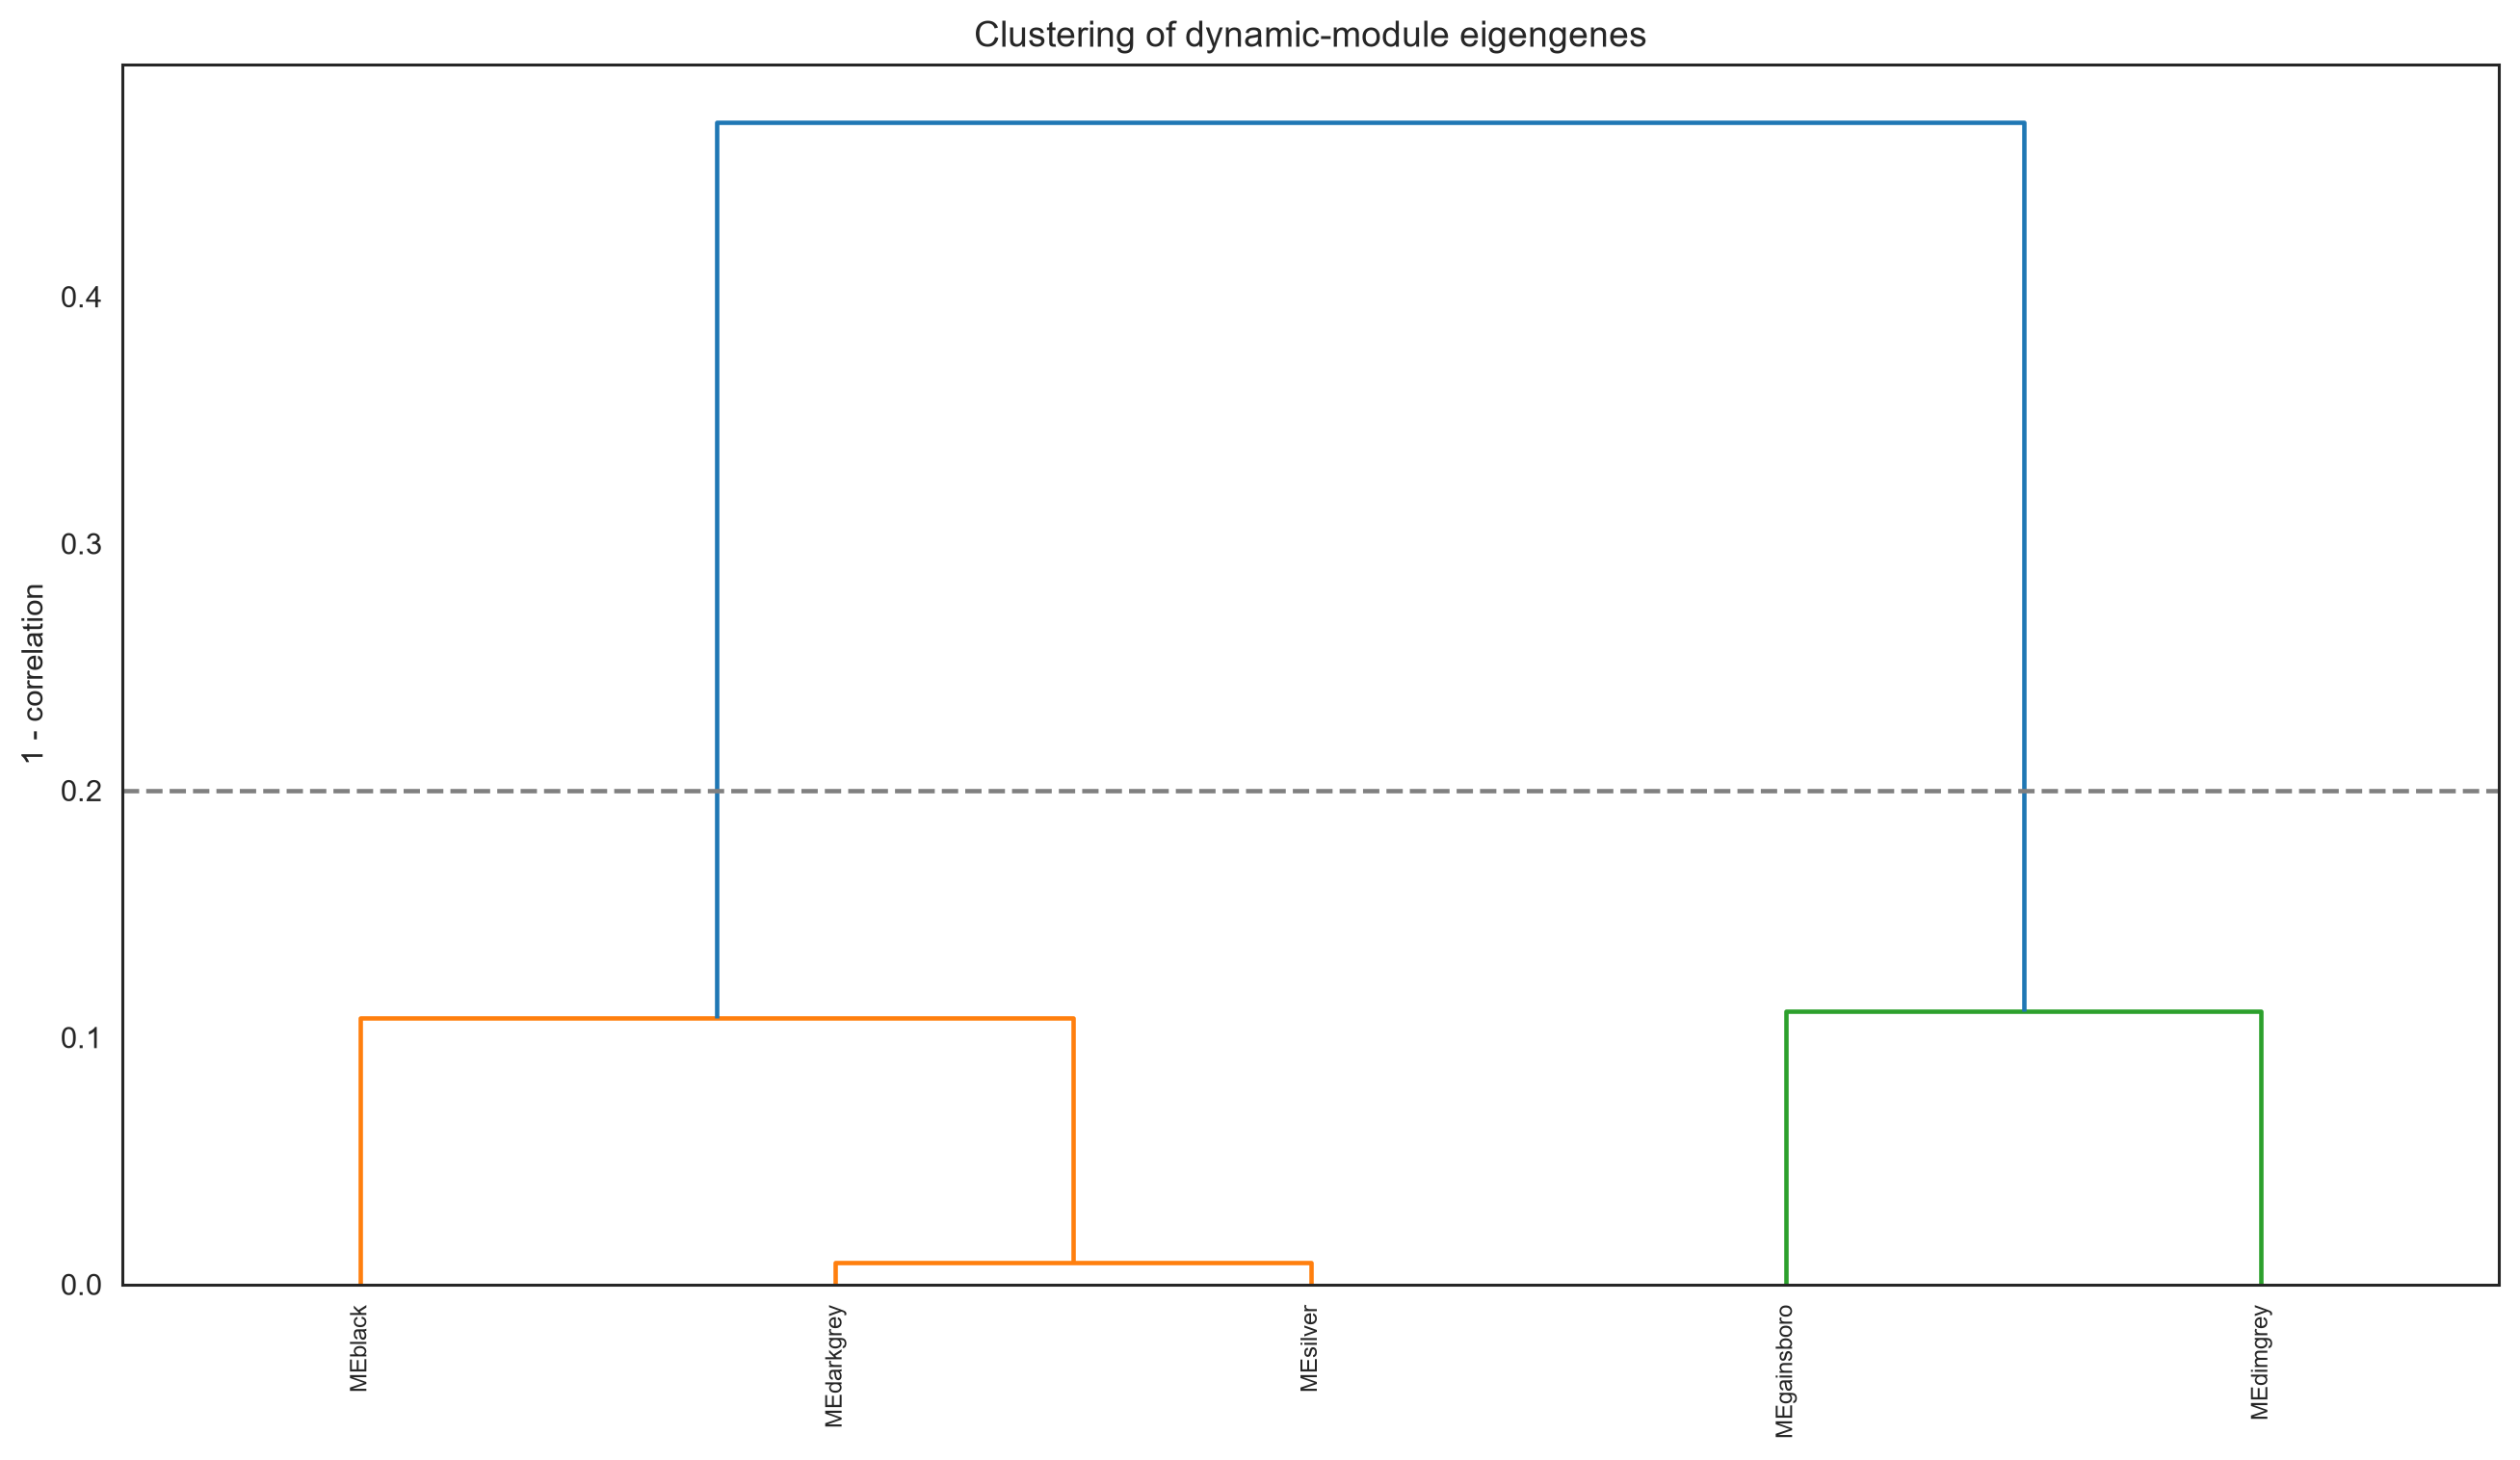 Clustering of dynamic-module eigengenes
1 - correlation
0.4
0.3
0.2
0.1
0.0
MEblack
MEdarkgrey
MEsilver
MEgainsboro
MEdimgrey